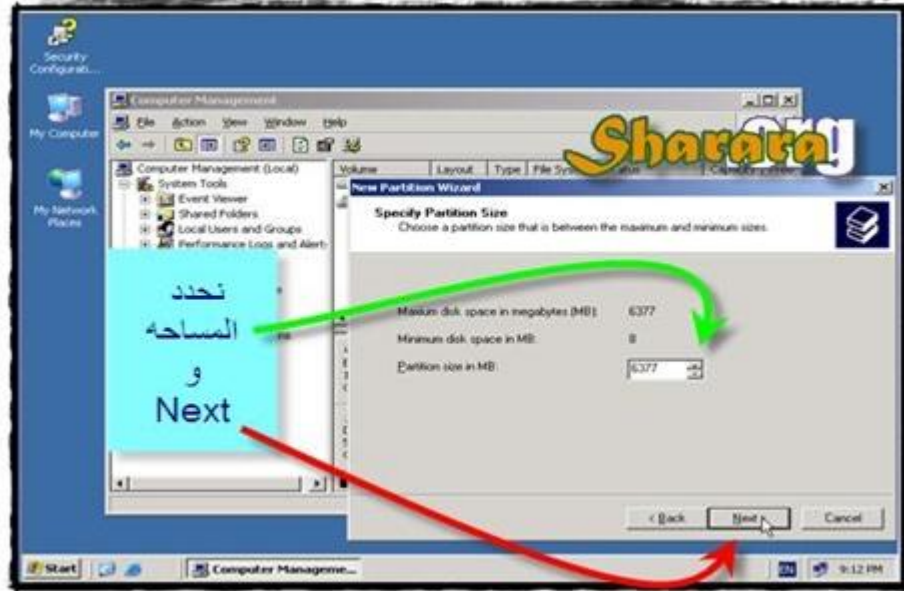 Security
Configurati...
My Computer
My Network
Places
Computer Management
File Action View Window Help
Sharara
.org
Computer Management (Local)
System Tools
Event Viewer
Shared Folders
Local Users and Groups
Performance Logs and Alert
Volume Layout Type File Sys
New Partition Wizard
Specify Partition Size
Choose a partition size that is between the maximum and minimum sizes.
Maxium disk space in megabytes (MB): 6377
Minimum disk space in MB: 8
Partition size in MB: 6377
نحدد
المساحه
و
Next
< Back Next > Cancel
Start Computer Manageme... EN 9:12 PM